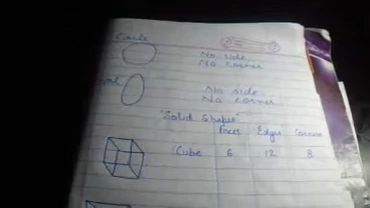 Circle
No side
No corner
No side
No corner
"Solid Shapes"
Faces Edges Corners
Cube 6 12 8